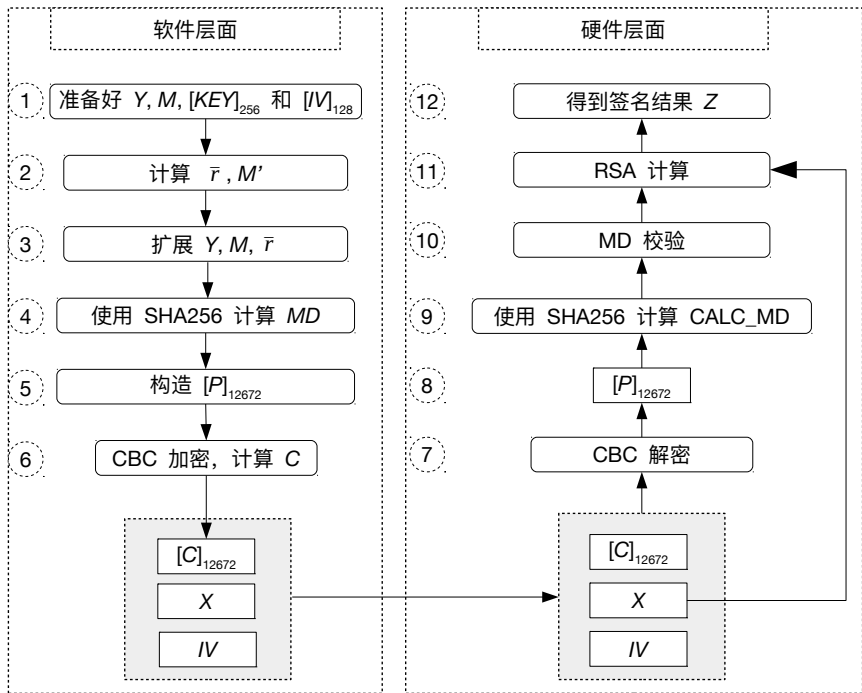 软件层面
1
准备好 Y, M, [KEY]256 和 [IV]128
2
计算 r̅ , M’
3
扩展 Y, M, r̅
4
使用 SHA256 计算 MD
5
构造 [P]12672
6
CBC 加密，计算 C
[C]12672
X
IV
硬件层面
12
得到签名结果 Z
11
RSA 计算
10
MD 校验
9
使用 SHA256 计算 CALC_MD
8
[P]12672
7
CBC 解密
[C]12672
X
IV